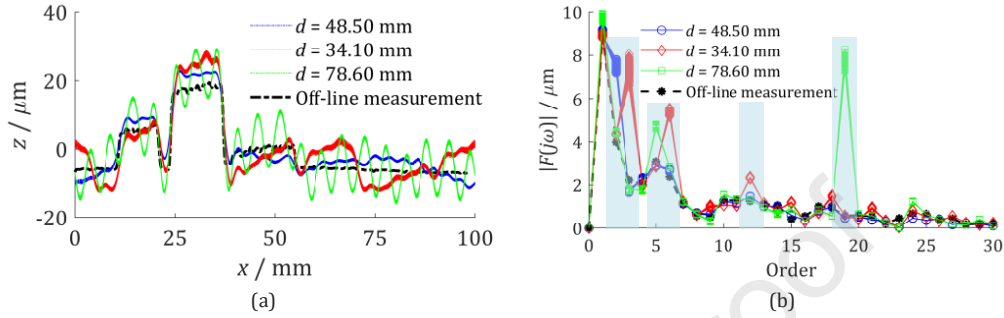 d = 48.50 mm
d = 34.10 mm
d = 78.60 mm
Off-line measurement
z / μm
60
40
20
0
-20
0
25
50
75
100
x / mm
(a)
d = 48.50 mm
d = 34.10 mm
d = 78.60 mm
Off-line measurement
|F(jω)| / μm
10
8
6
4
2
0
0
5
10
15
20
25
30
Order
(b)
roof